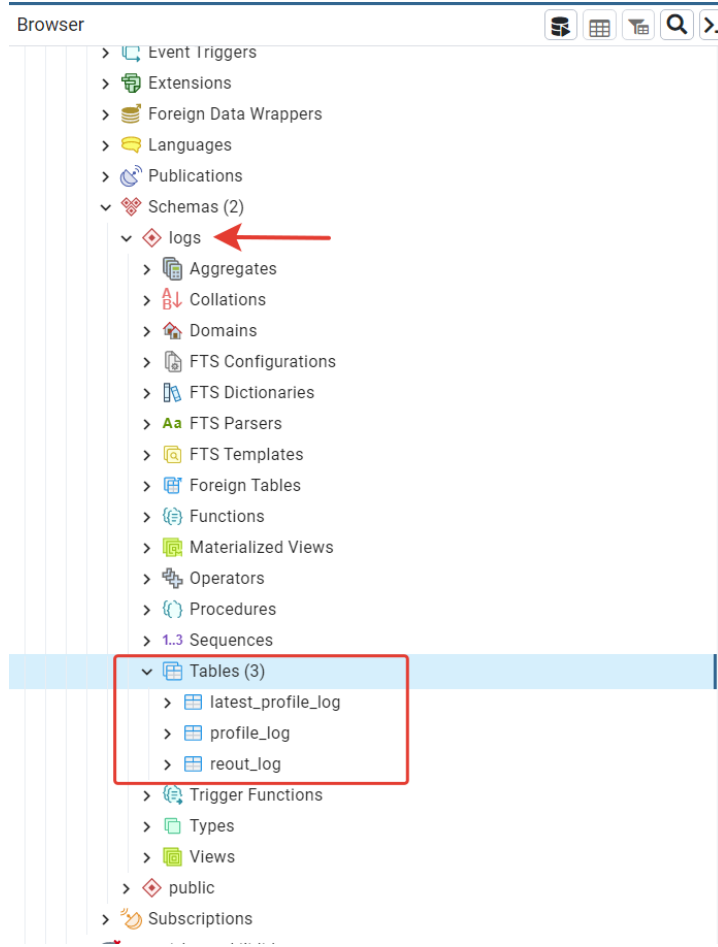 Browser
Event Triggers
Extensions
Foreign Data Wrappers
Languages
Publications
Schemas (2)
logs
Aggregates
Collations
Domains
FTS Configurations
FTS Dictionaries
Aa FTS Parsers
FTS Templates
Foreign Tables
Functions
Materialized Views
Operators
Procedures
1..3 Sequences
Tables (3)
latest_profile_log
profile_log
reout_log
Trigger Functions
Types
Views
public
Subscriptions